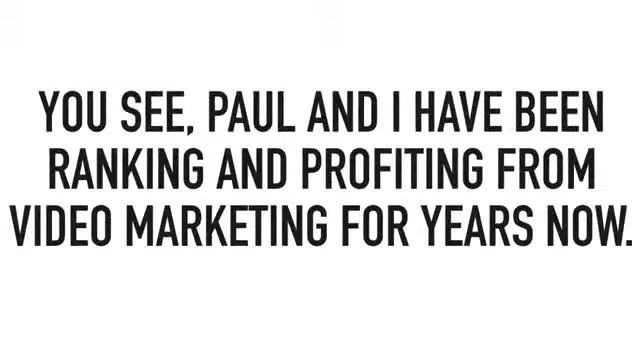 YOU SEE, PAUL AND I HAVE BEEN
RANKING AND PROFITING FROM
VIDEO MARKETING FOR YEARS NOW.